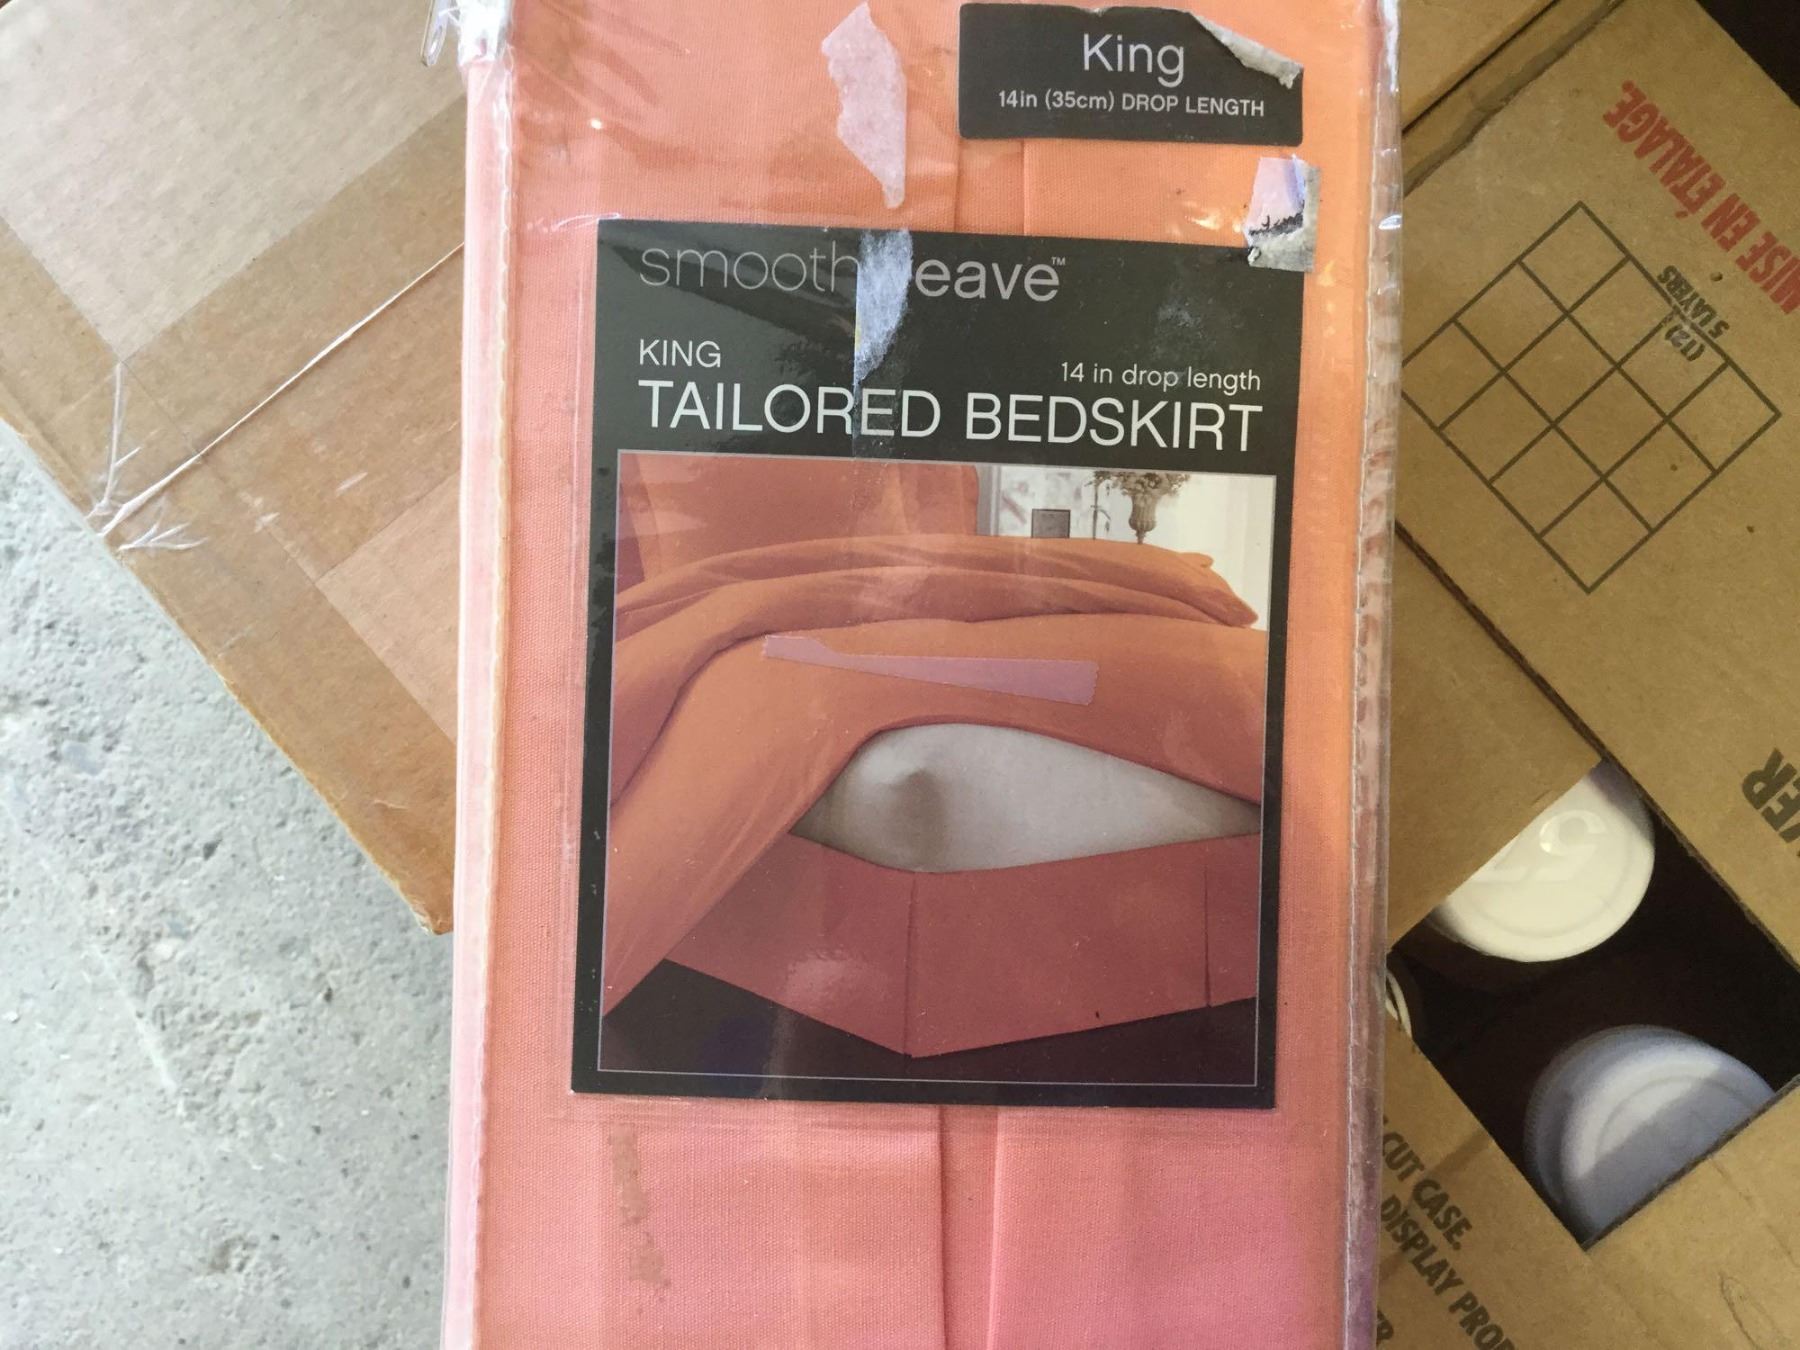 King
14in (35cm) DROP LENGTH
smooth eave™
KING
14 in drop length
TAILORED BEDSKIRT
MISE EN ÉTALAGE.
(12)
5 LAYERS
CUT CASE.
DISPLAY